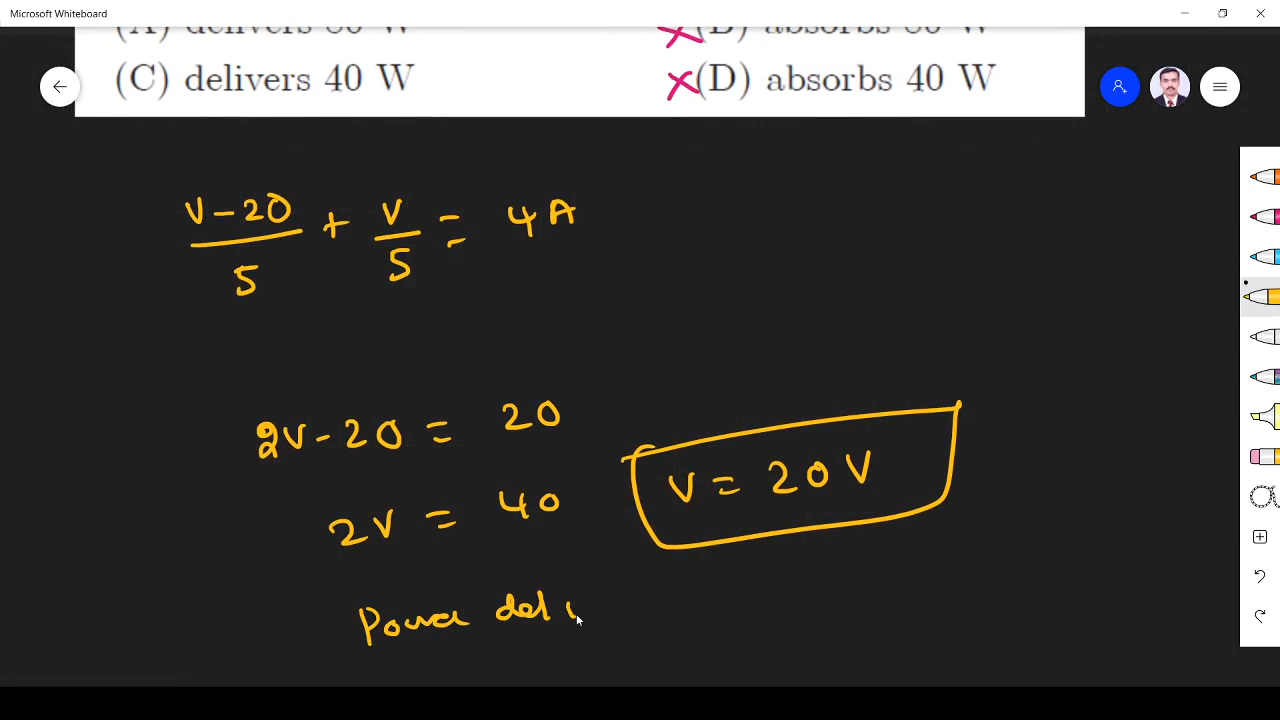 Microsoft Whiteboard
(C) delivers 40 W
(D) absorbs 40 W
V-20/5 + V/5 = 4A
2V-20 = 20
2V = 40
V = 20 V
Power del